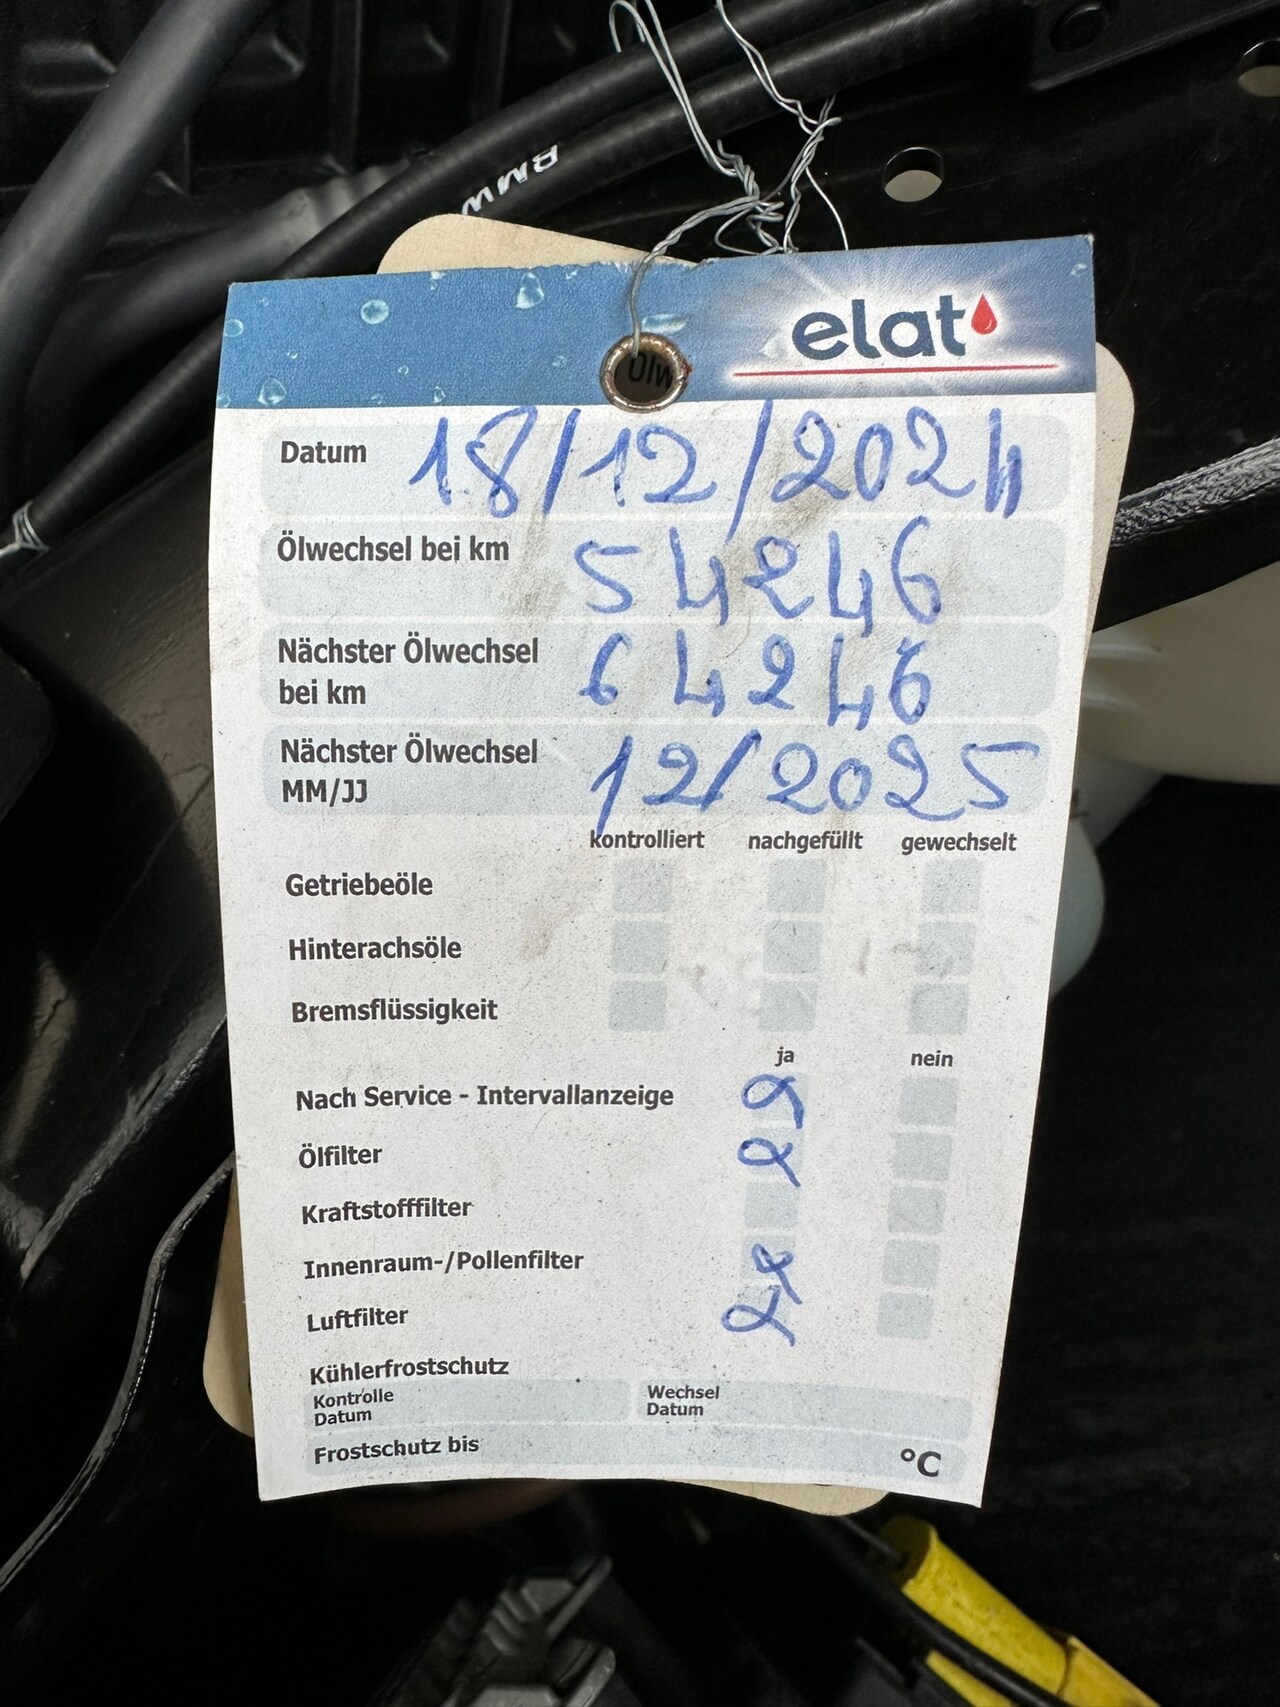 BMW
elat
Ölw
Datum 18/12/2024
Ölwechsel bei km 54246
Nächster Ölwechsel
bei km 64246
Nächster Ölwechsel
MM/JJ 12/2025
kontrolliert nachgefüllt gewechselt
Getriebeöle
Hinterachsöle
Bremsflüssigkeit
ja nein
Nach Service - Intervallanzeige
Ölfilter
Kraftstofffilter
Innenraum-/Pollenfilter
Luftfilter
Kühlerfrostschutz
Kontrolle Wechsel
Datum Datum
Frostschutz bis °C